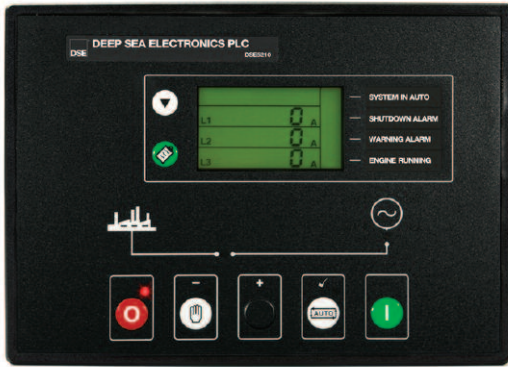 DSE
DEEP SEA ELECTRONICS PLC
DSE5210
SYSTEM IN AUTO
L1 0 A
SHUTDOWN ALARM
L2 0 A
WARNING ALARM
L3 0 A
ENGINE RUNNING
- +
O
AUTO
I